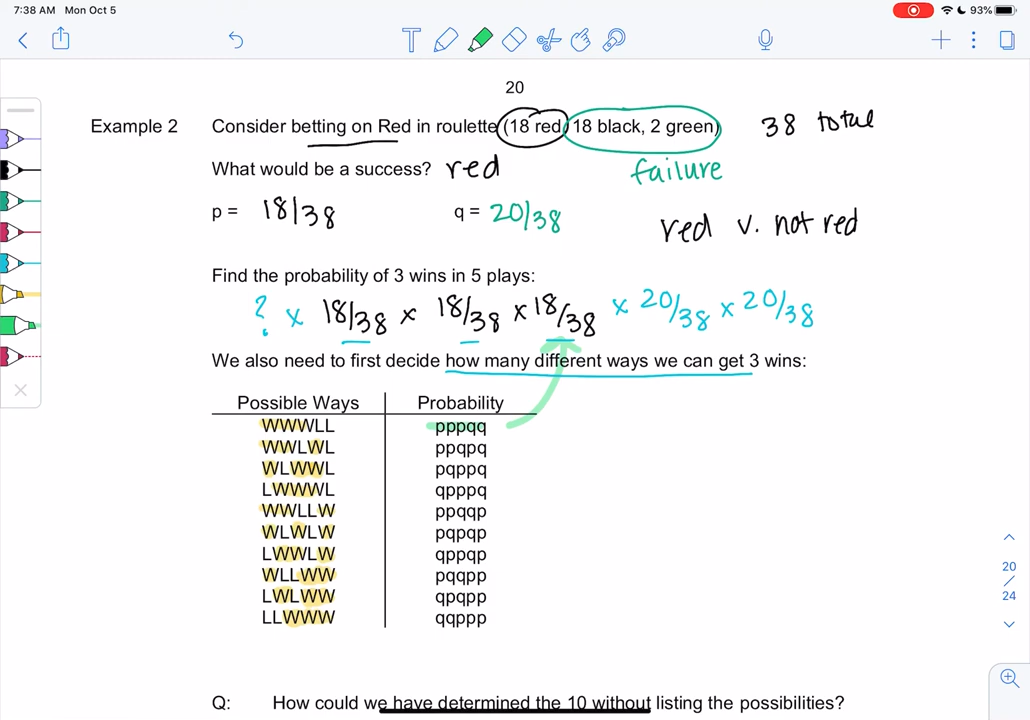 7:38 AM Mon Oct 5
93%
20
Example 2 Consider betting on Red in roulette (18 red, 18 black, 2 green) 38 total
What would be a success? red failure
p = 18/38 q = 20/38 red v. not red
Find the probability of 3 wins in 5 plays:
? x 18/38 x 18/38 x 18/38 x 20/38 x 20/38
We also need to first decide how many different ways we can get 3 wins:
Possible Ways Probability
WWWLL pppqq
WWLWL ppqpq
WLWWL pqppq
LWWWL qpppq
WWLLW ppqqp
WLWLW pqpqp
LWWLW qppqp
WLLWW pqqpp
LWLWW qpqpp
LLWWW qqppp
20
/
24
Q: How could we have determined the 10 without listing the possibilities?